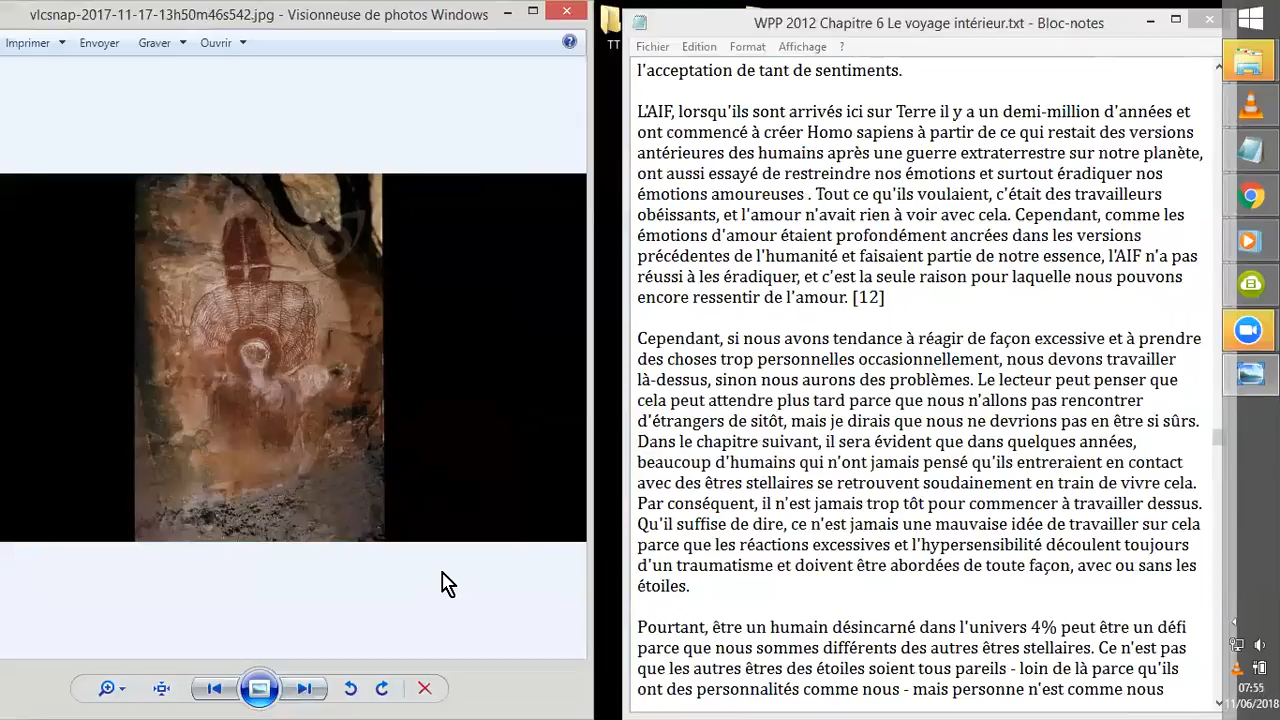 vlcsnap-2017-11-17-13h50m46s542.jpg - Visionneuse de photos Windows
Imprimer Envoyer Graver Ouvrir
TT
WPP 2012 Chapitre 6 Le voyage intérieur.txt - Bloc-notes
Fichier Edition Format Affichage ?
l'acceptation de tant de sentiments.
L'AIF, lorsqu'ils sont arrivés ici sur Terre il y a un demi-million d'années et
ont commencé à créer Homo sapiens à partir de ce qui restait des versions
antérieures des humains après une guerre extraterrestre sur notre planète,
ont aussi essayé de restreindre nos émotions et surtout éradiquer nos
émotions amoureuses . Tout ce qu'ils voulaient, c'était des travailleurs
obéissants, et l'amour n'avait rien à voir avec cela. Cependant, comme les
émotions d'amour étaient profondément ancrées dans les versions
précédentes de l'humanité et faisaient partie de notre essence, l'AIF n'a pas
réussi à les éradiquer, et c'est la seule raison pour laquelle nous pouvons
encore ressentir de l'amour. [12]
Cependant, si nous avons tendance à réagir de façon excessive et à prendre
des choses trop personnelles occasionnellement, nous devons travailler
là-dessus, sinon nous aurons des problèmes. Le lecteur peut penser que
cela peut attendre plus tard parce que nous n'allons pas rencontrer
d'étrangers de sitôt, mais je dirais que nous ne devrions pas en être si sûrs.
Dans le chapitre suivant, il sera évident que dans quelques années,
beaucoup d'humains qui n'ont jamais pensé qu'ils entreraient en contact
avec des êtres stellaires se retrouvent soudainement en train de vivre cela.
Par conséquent, il n'est jamais trop tôt pour commencer à travailler dessus.
Qu'il suffise de dire, ce n'est jamais une mauvaise idée de travailler sur cela
parce que les réactions excessives et l'hypersensibilité découlent toujours
d'un traumatisme et doivent être abordées de toute façon, avec ou sans les
étoiles.
Pourtant, être un humain désincarné dans l'univers 4% peut être un défi
parce que nous sommes différents des autres êtres stellaires. Ce n'est pas
que les autres êtres des étoiles soient tous pareils - loin de là parce qu'ils
ont des personnalités comme nous - mais personne n'est comme nous
07:55
11/06/2018